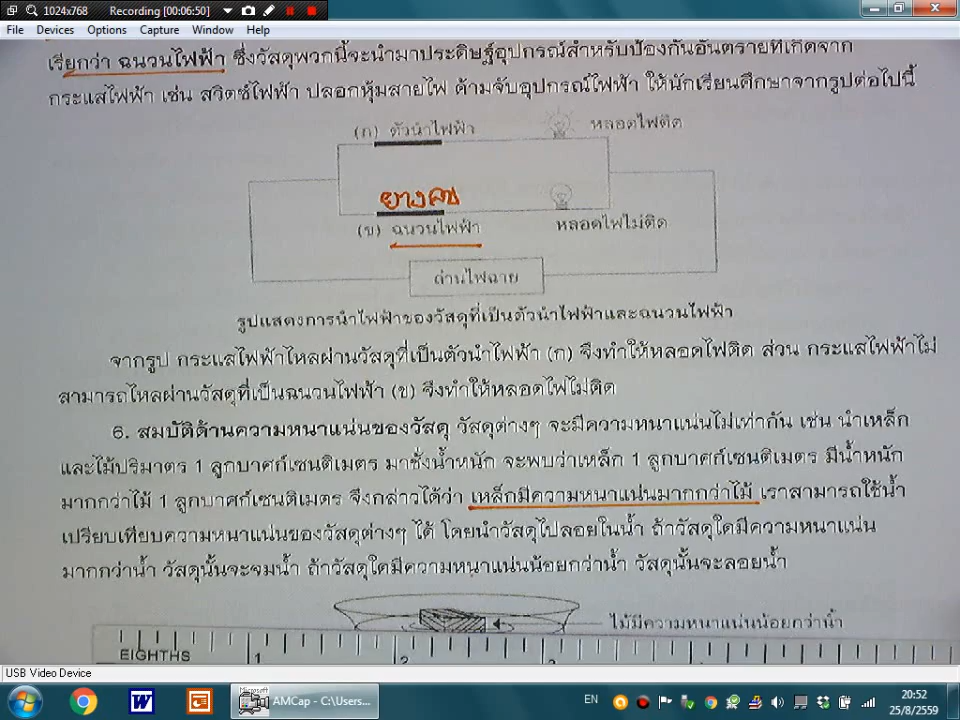 1024x768 Recording [00:06:50]
File Devices Options Capture Window Help
เรียกว่า ฉนวนไฟฟ้า ซึ่งวัสดุพวกนี้จะนำมาประดิษฐ์อุปกรณ์สำหรับป้องกันอันตรายที่เกิดจาก
กระแสไฟฟ้า เช่น สวิตซ์ไฟฟ้า ปลอกหุ้มสายไฟ ด้ามจับอุปกรณ์ไฟฟ้า ให้นักเรียนศึกษาจากรูปต่อไปนี้
(ก) ตัวนำไฟฟ้า หลอดไฟติด
(ข) ฉนวนไฟฟ้า หลอดไฟไม่ติด
ถ่านไฟฉาย
รูปแสดงการนำไฟฟ้าของวัสดุที่เป็นตัวนำไฟฟ้าและฉนวนไฟฟ้า
จากรูป กระแสไฟฟ้าไหลผ่านวัสดุที่เป็นตัวนำไฟฟ้า (ก) จึงทำให้หลอดไฟติด ส่วน กระแสไฟฟ้าไม่
สามารถไหลผ่านวัสดุที่เป็นฉนวนไฟฟ้า (ข) จึงทำให้หลอดไฟไม่ติด
6. สมบัติด้านความหนาแน่นของวัสดุ วัสดุต่างๆ จะมีความหนาแน่นไม่เท่ากัน เช่น นำเหล็ก
และไม้ปริมาตร 1 ลูกบาศก์เซนติเมตร มาชั่งน้ำหนัก จะพบว่าเหล็ก 1 ลูกบาศก์เซนติเมตร มีน้ำหนัก
มากกว่าไม้ 1 ลูกบาศก์เซนติเมตร จึงกล่าวได้ว่า เหล็กมีความหนาแน่นมากกว่าไม้ เราสามารถใช้น้ำ
เปรียบเทียบความหนาแน่นของวัสดุต่างๆ ได้ โดยนำวัสดุไปลอยในน้ำ ถ้าวัสดุใดมีความหนาแน่น
มากกว่าน้ำ วัสดุนั้นจะจมน้ำ ถ้าวัสดุใดมีความหนาแน่นน้อยกว่าน้ำ วัสดุนั้นจะลอยน้ำ
ไม้มีความหนาแน่นน้อยกว่าน้ำ
EIGHTHS 1 2
USB Video Device
AMCap - C:\Users...
EN
20:52
25/8/2559